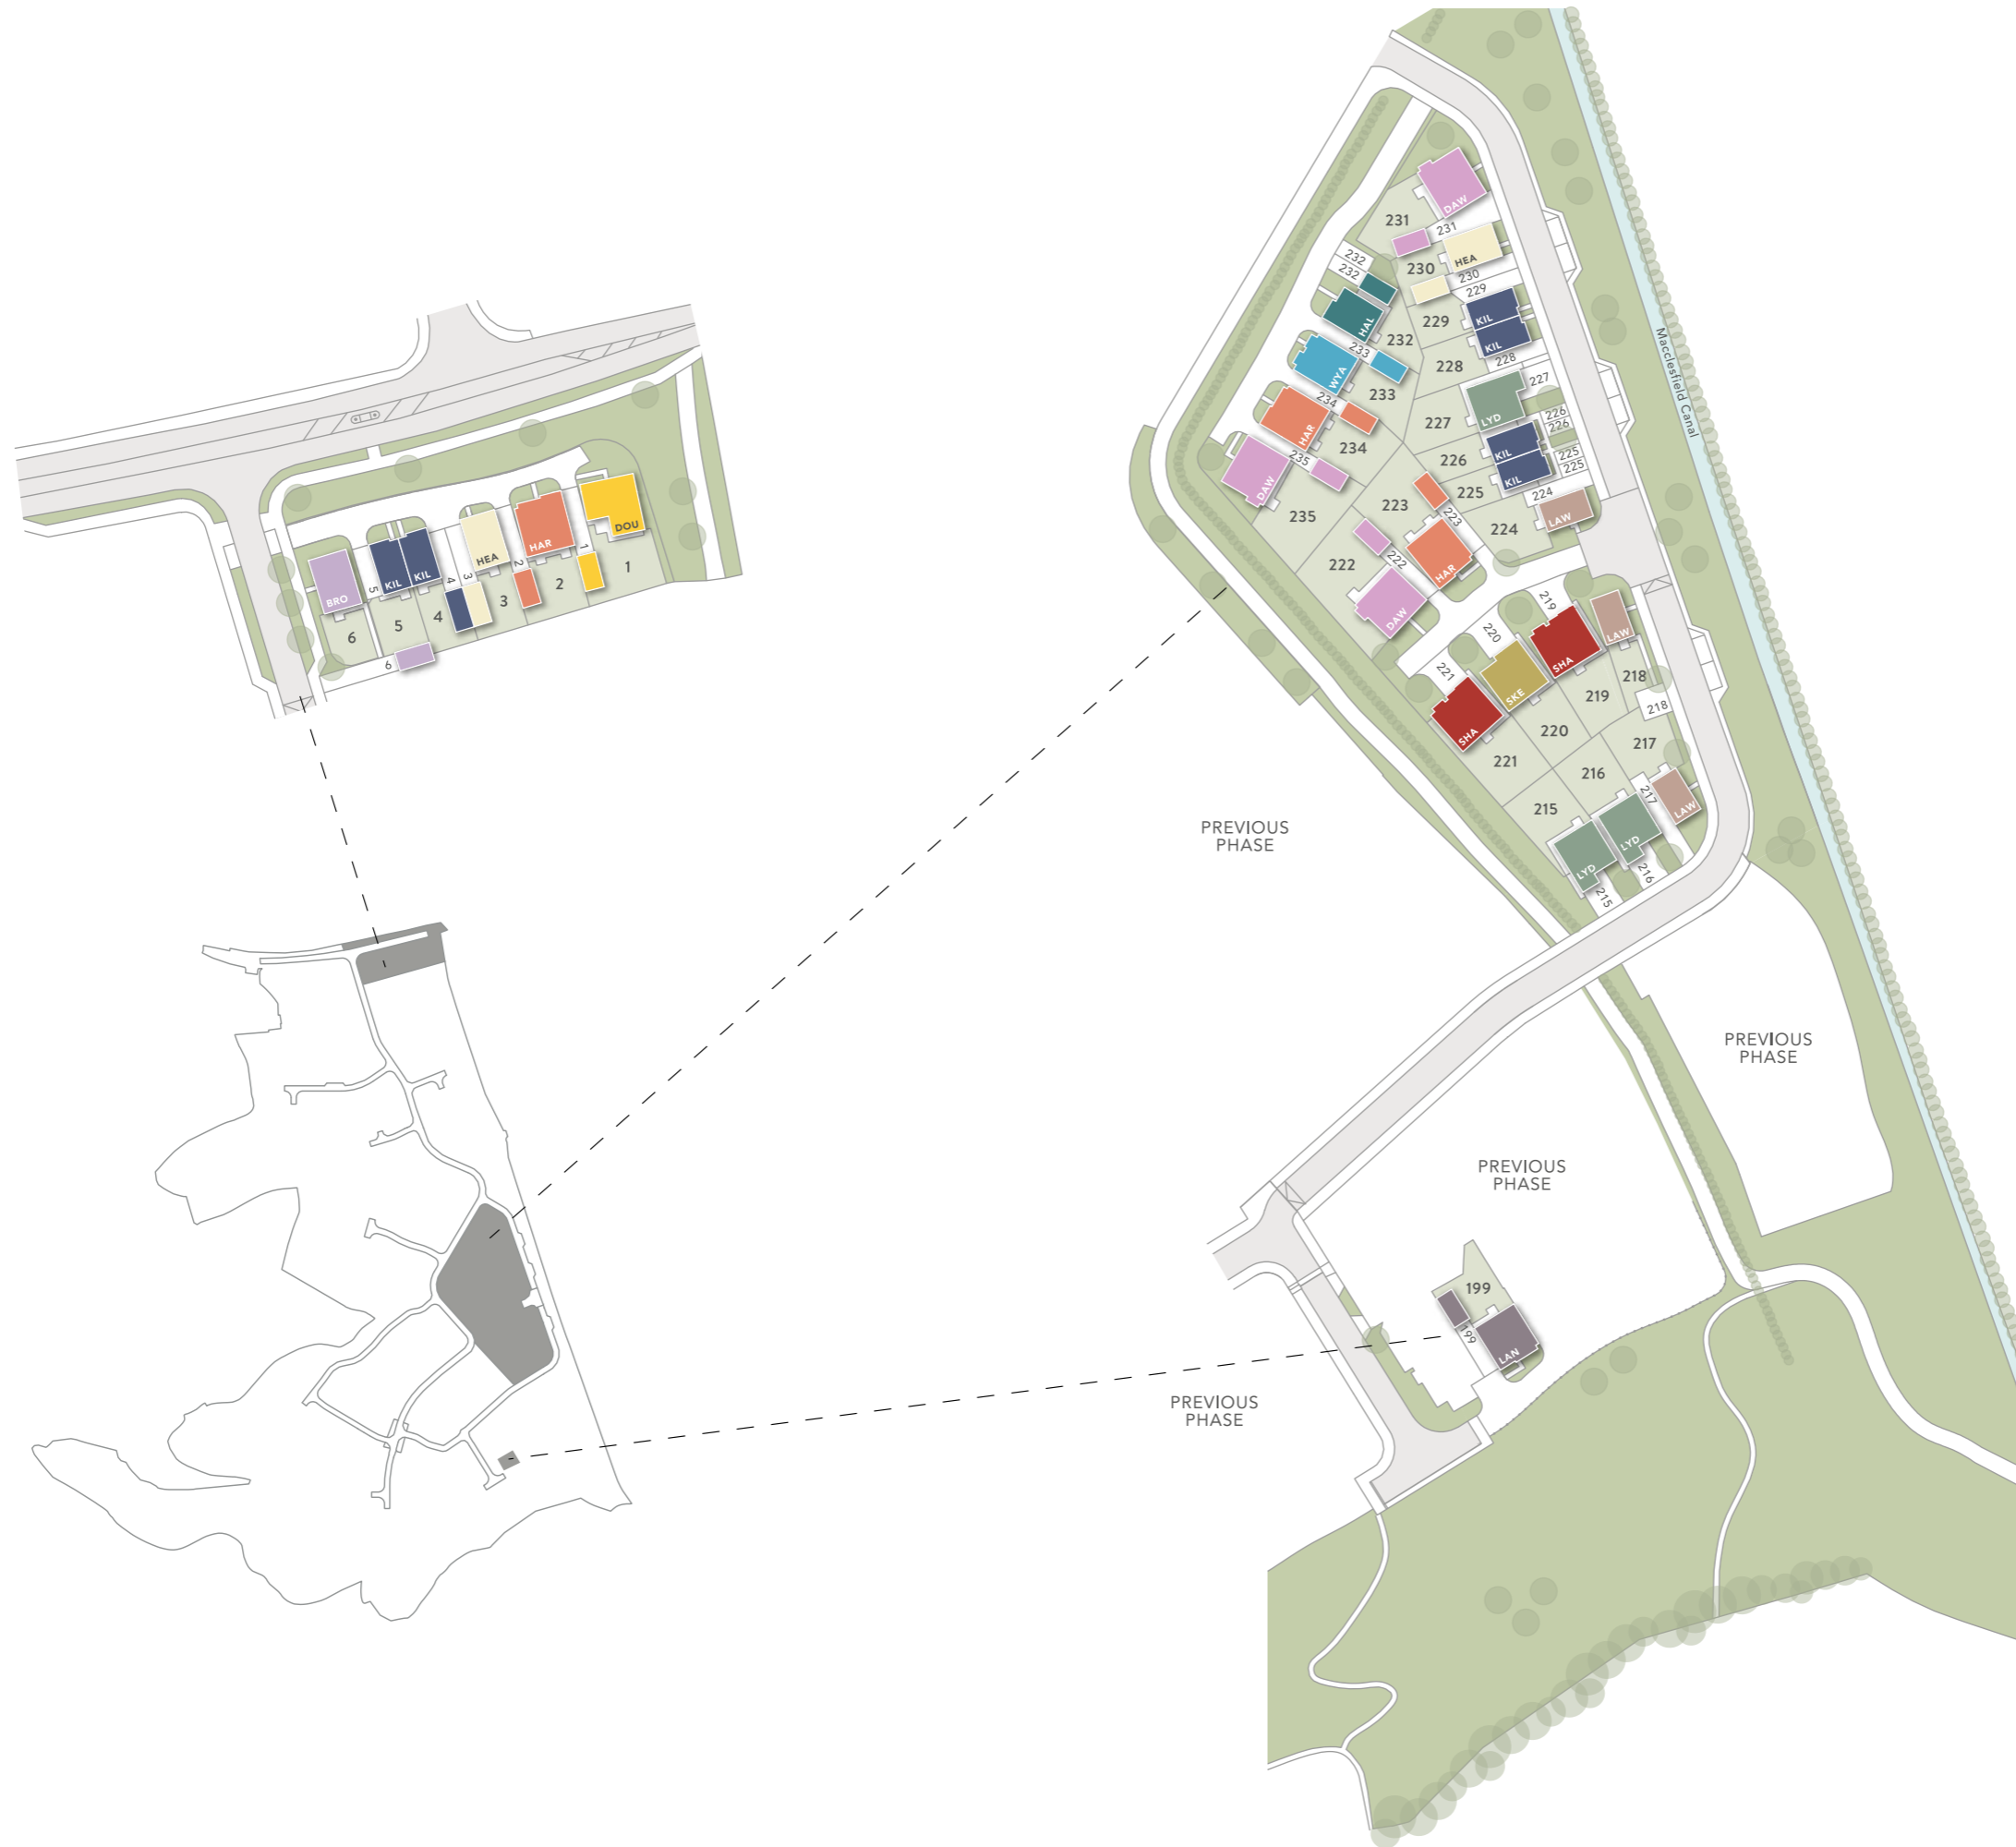 DOU
HAR
HEA
KIL
KIL
BRO
1
2
3
4
5
6
1
2
3
4
5
6
DAW
231
231
HEA
230
230
229
KIL
229
KIL
228
228
232
232
HAL
232
233
WYA
233
234
HAR
234
235
DAW
235
LYD
227
227
KIL
226
226
226
KIL
225
225
225
224
LAW
224
223
223
HAR
222
222
DAW
219
LAW
SHA
218
219
218
220
SKE
220
221
SHA
221
217
216
215
217
LAW
LYD
216
LYD
215
Macclesfield Canal
PREVIOUS
PHASE
PREVIOUS
PHASE
PREVIOUS
PHASE
199
199
LAN
PREVIOUS
PHASE